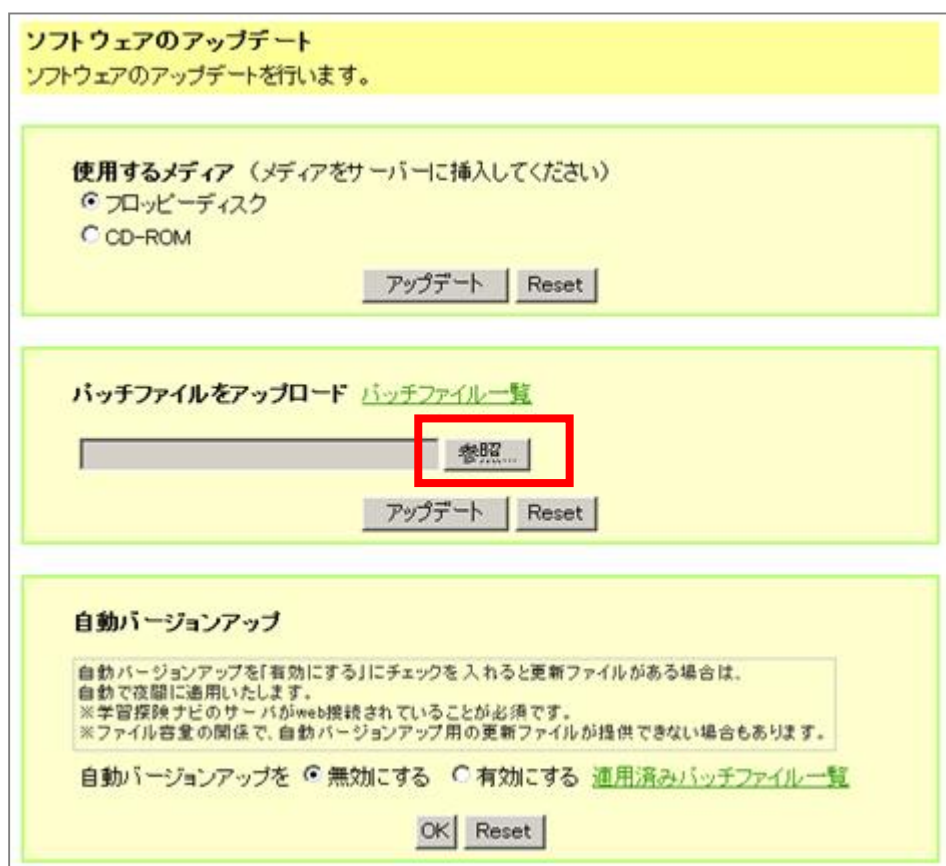 ソフトウェアのアップデート
ソフトウェアのアップデートを行います。
使用するメディア（メディアをサーバーに挿入してください）
フロッピーディスク
CD-ROM
アップデート Reset
パッチファイルをアップロード パッチファイル一覧
参照...
アップデート Reset
自動バージョンアップ
自動バージョンアップを「有効にする」にチェックを入れると更新ファイルがある場合は、
自動で夜間に適用いたします。
※学習探険ナビのサーバがweb接続されていることが必須です。
※ファイル容量の関係で、自動バージョンアップ用の更新ファイルが提供できない場合もあります。
自動バージョンアップを 無効にする 有効にする 適用済みパッチファイル一覧
OK Reset